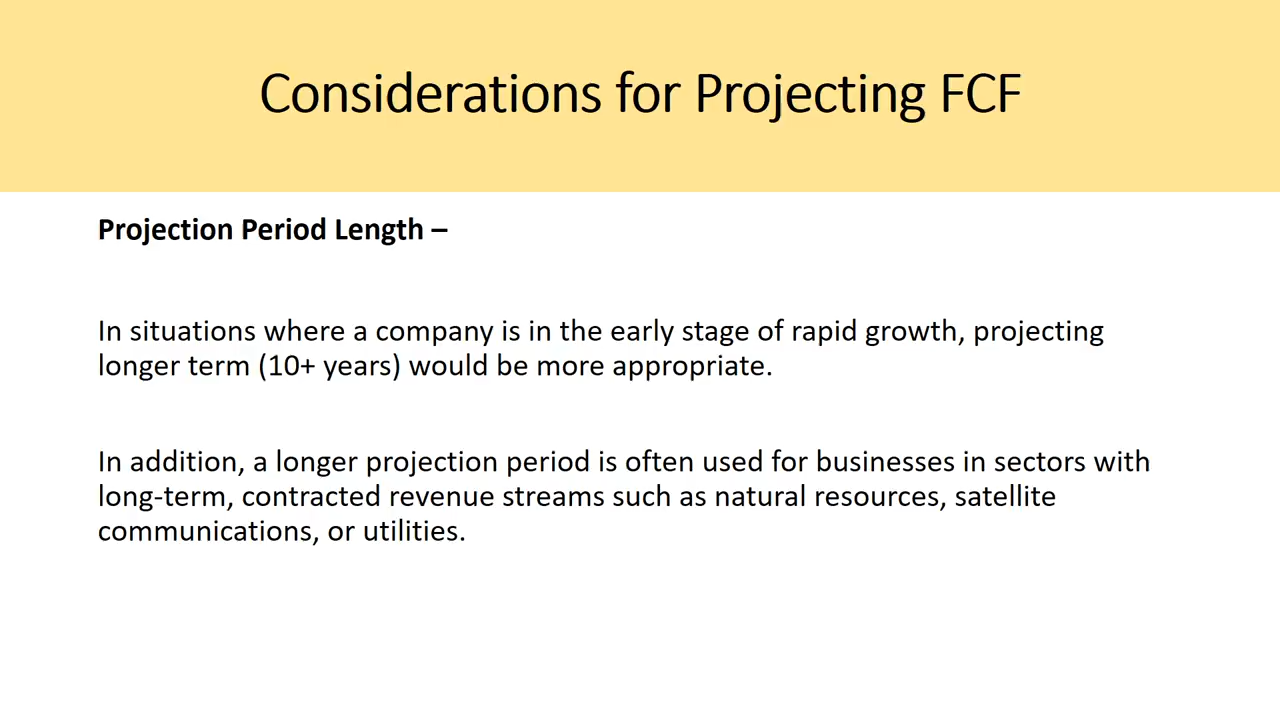 Considerations for Projecting FCF
Projection Period Length –
In situations where a company is in the early stage of rapid growth, projecting
longer term (10+ years) would be more appropriate.
In addition, a longer projection period is often used for businesses in sectors with
long-term, contracted revenue streams such as natural resources, satellite
communications, or utilities.